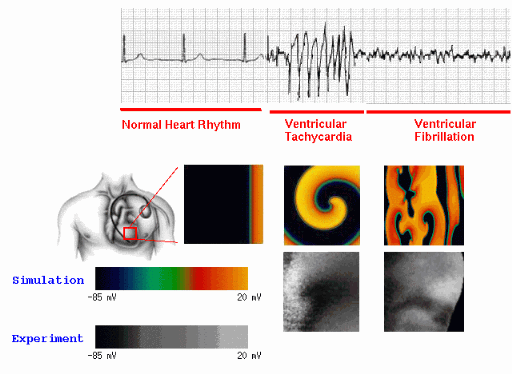 Normal Heart Rhythm
Ventricular
Tachycardia
Ventricular
Fibrillation
Simulation
-85 mV
20 mV
Experiment
-85 mV
20 mV